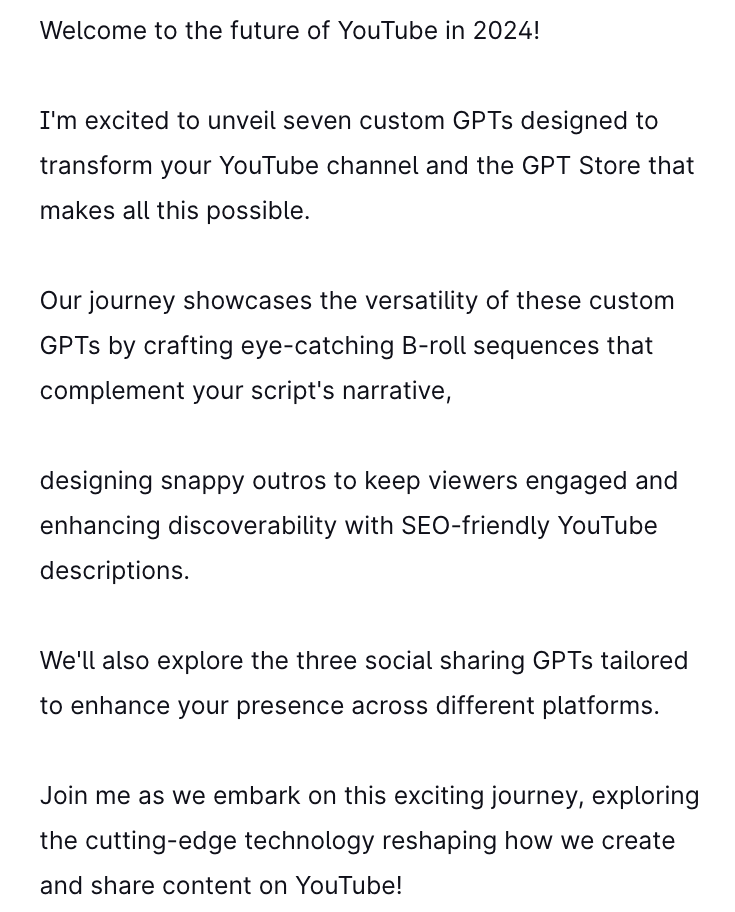 Welcome to the future of YouTube in 2024!
I'm excited to unveil seven custom GPTs designed to
transform your YouTube channel and the GPT Store that
makes all this possible.
Our journey showcases the versatility of these custom
GPTs by crafting eye-catching B-roll sequences that
complement your script's narrative,
designing snappy outros to keep viewers engaged and
enhancing discoverability with SEO-friendly YouTube
descriptions.
We'll also explore the three social sharing GPTs tailored
to enhance your presence across different platforms.
Join me as we embark on this exciting journey, exploring
the cutting-edge technology reshaping how we create
and share content on YouTube!